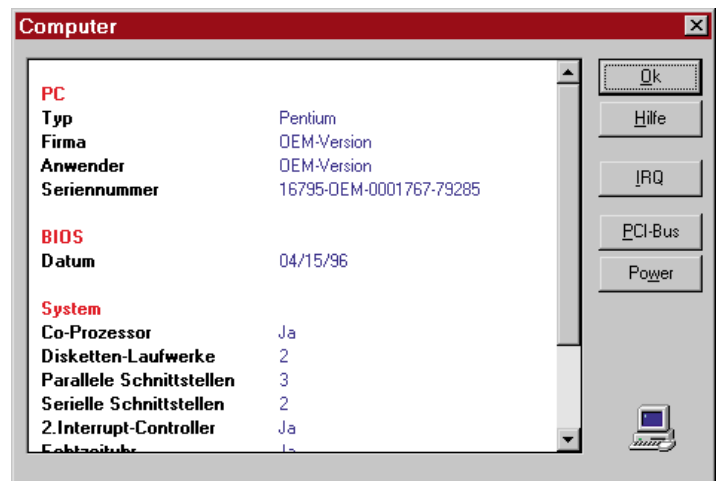 Computer
PC
Typ Pentium
Firma OEM-Version
Anwender OEM-Version
Seriennummer 16795-OEM-0001767-79285
BIOS
Datum 04/15/96
System
Co-Prozessor Ja
Disketten-Laufwerke 2
Parallele Schnittstellen 3
Serielle Schnittstellen 2
2.Interrupt-Controller Ja
Echtzeituhr Ja
Ok
Hilfe
IRQ
PCI-Bus
Power